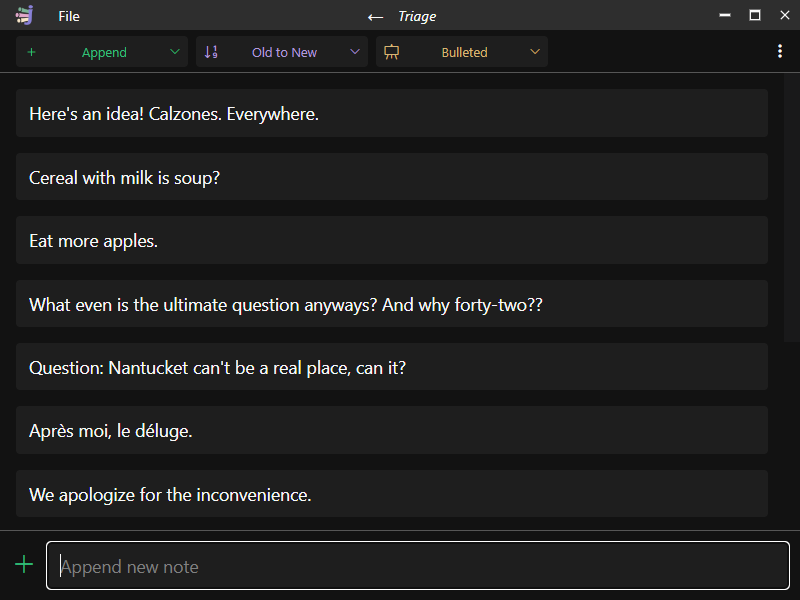 File
← Triage
+ Append
Old to New
Bulleted
Here's an idea! Calzones. Everywhere.
Cereal with milk is soup?
Eat more apples.
What even is the ultimate question anyways? And why forty-two??
Question: Nantucket can't be a real place, can it?
Après moi, le déluge.
We apologize for the inconvenience.
Append new note